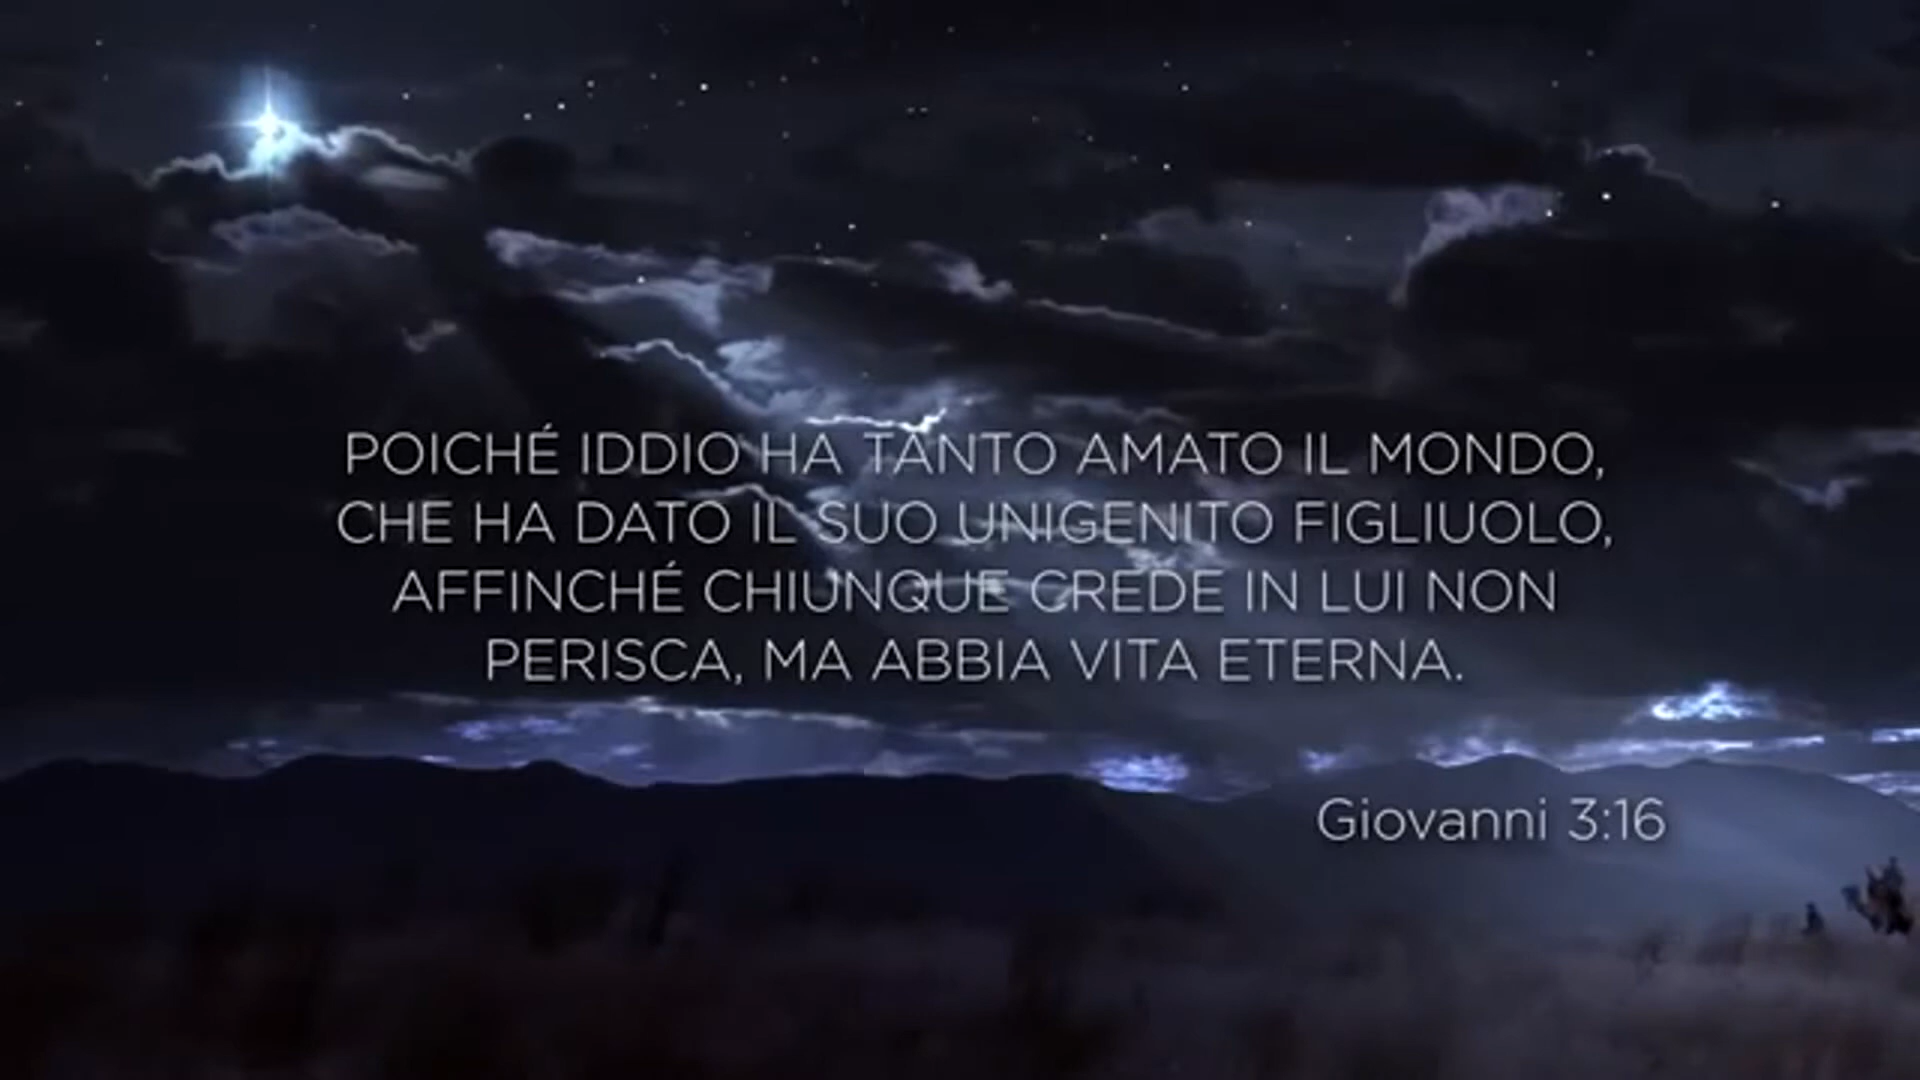 POICHÉ IDDIO HA TANTO AMATO IL MONDO,
CHE HA DATO IL SUO UNIGENITO FIGLIUOLO,
AFFINCHÉ CHIUNQUE CREDE IN LUI NON
PERISCA, MA ABBIA VITA ETERNA.
Giovanni 3:16